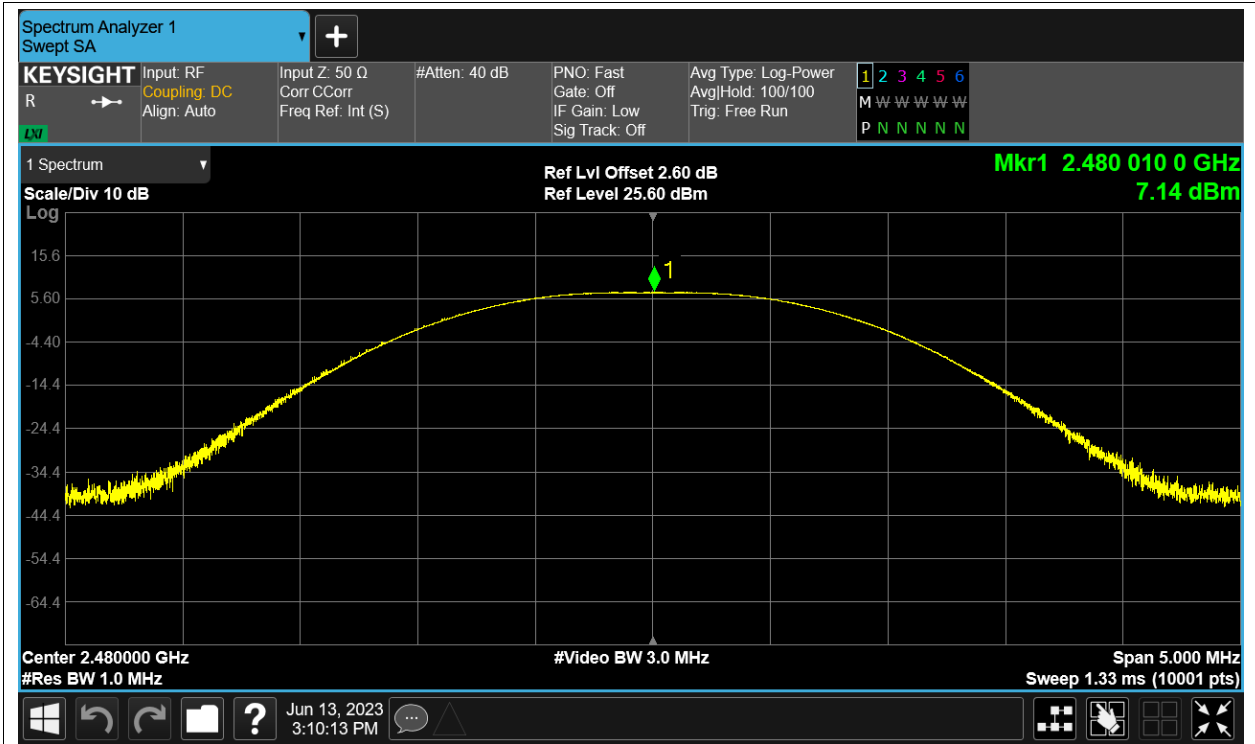 Spectrum Analyzer 1
Swept SA
+
KEYSIGHT
R
LXI
Input: RF
Coupling: DC
Align: Auto
Input Z: 50 Ω
Corr CCorr
Freq Ref: Int (S)
#Atten: 40 dB
PNO: Fast
Gate: Off
IF Gain: Low
Sig Track: Off
Avg Type: Log-Power
Avg|Hold: 100/100
Trig: Free Run
1 2 3 4 5 6
M W W W W W
P N N N N N
1 Spectrum
Scale/Div 10 dB
Log
Ref Lvl Offset 2.60 dB
Ref Level 25.60 dBm
Mkr1 2.480 010 0 GHz
7.14 dBm
1
15.6
5.60
-4.40
-14.4
-24.4
-34.4
-44.4
-54.4
-64.4
Center 2.480000 GHz
#Res BW 1.0 MHz
#Video BW 3.0 MHz
Span 5.000 MHz
Sweep 1.33 ms (10001 pts)
?
Jun 13, 2023
3:10:13 PM